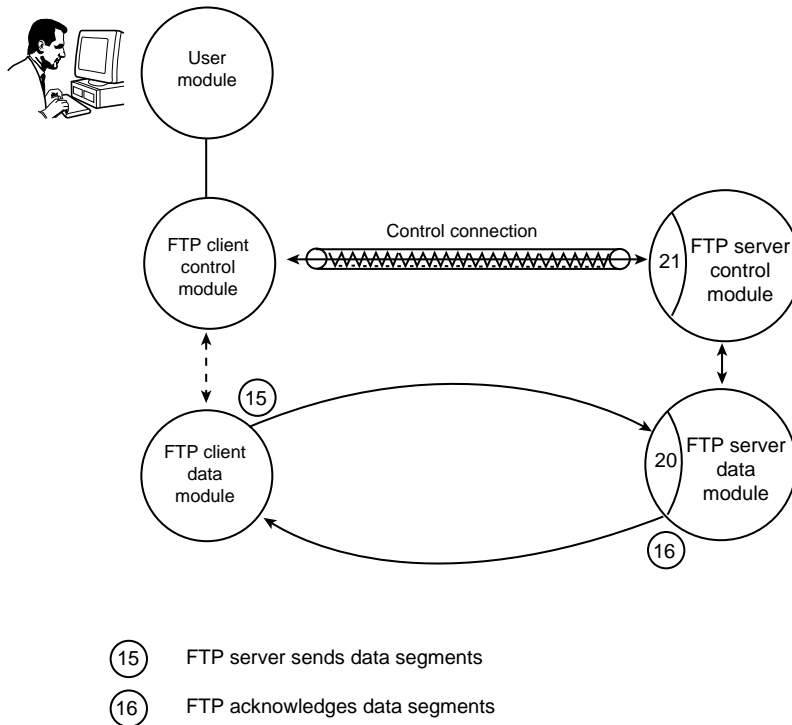 User
module
Control connection
FTP client
control
module
21
FTP server
control
module
15
FTP client
data
module
20
FTP server
data
module
16
15 FTP server sends data segments
16 FTP acknowledges data segments